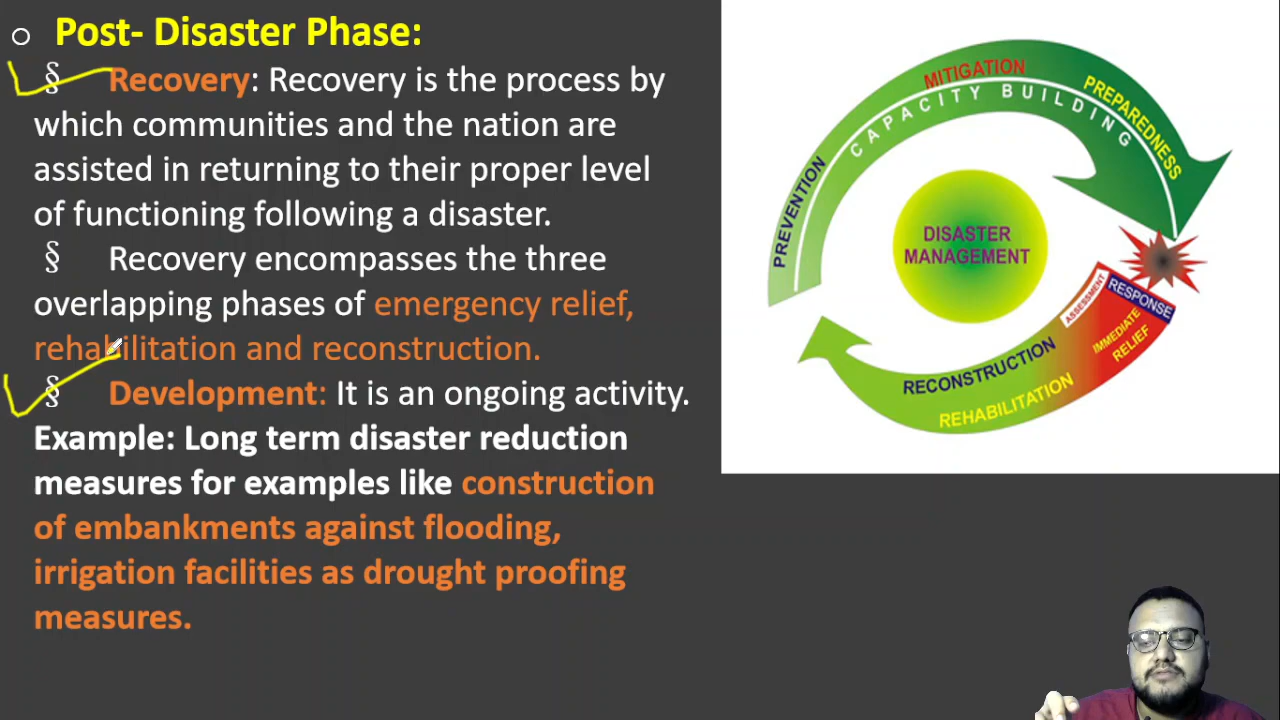 o Post- Disaster Phase:
§ Recovery: Recovery is the process by
which communities and the nation are
assisted in returning to their proper level
of functioning following a disaster.
§ Recovery encompasses the three
overlapping phases of emergency relief,
rehabilitation and reconstruction.
§ Development: It is an ongoing activity.
Example: Long term disaster reduction
measures for examples like construction
of embankments against flooding,
irrigation facilities as drought proofing
measures.
PREVENTION
MITIGATION
PREPAREDNESS
CAPACITY BUILDING
DISASTER
MANAGEMENT
RESPONSE
ASSESSMENT
IMMEDIATE
RELIEF
RECONSTRUCTION
REHABILITATION